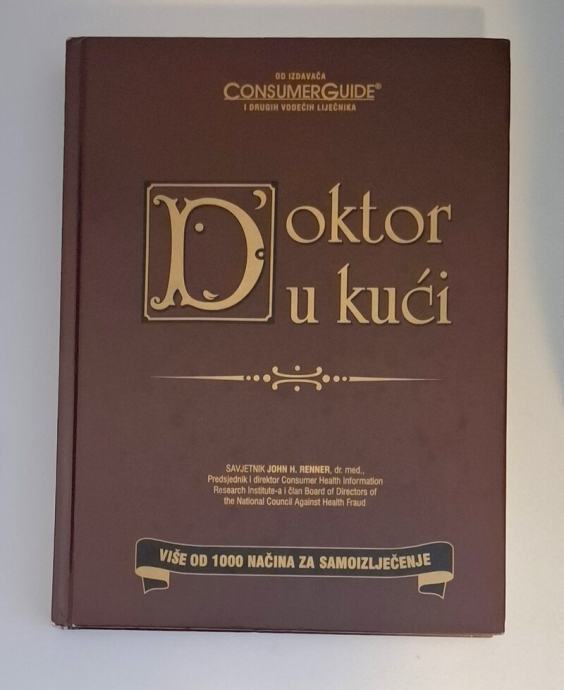 OD IZDAVAČA
CONSUMERGUIDE®
I DRUGIH VODEĆIH LIJEČNIKA
Doktor
u kući
SAVJETNIK JOHN H. RENNER, dr. med.,
Predsjednik i direktor Consumer Health Information
Research Institute-a i član Board of Directors of
the National Council Against Health Fraud
VIŠE OD 1000 NAČINA ZA SAMOIZLJEČENJE